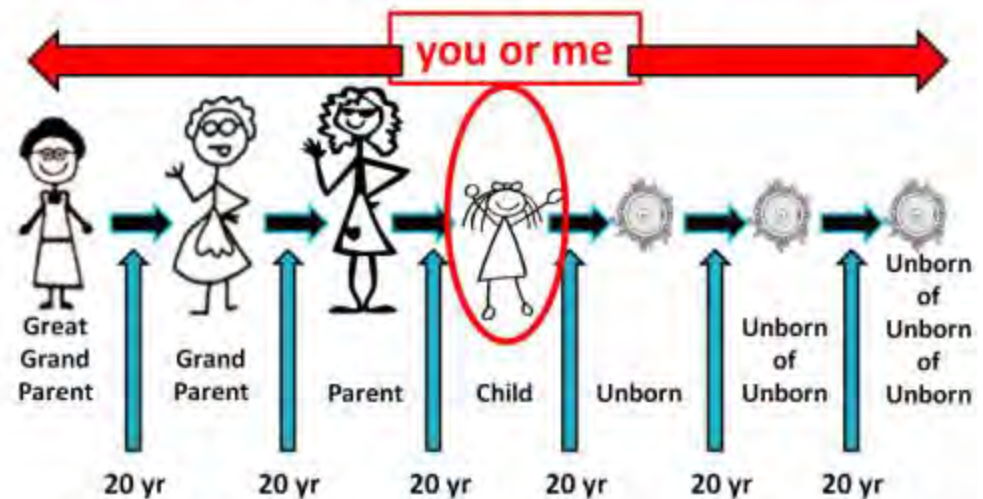 you or me
Great
Grand
Parent
Grand
Parent
Parent
Child
Unborn
Unborn
of
Unborn
Unborn
of
Unborn
of
Unborn
20 yr
20 yr
20 yr
20 yr
20 yr
20 yr